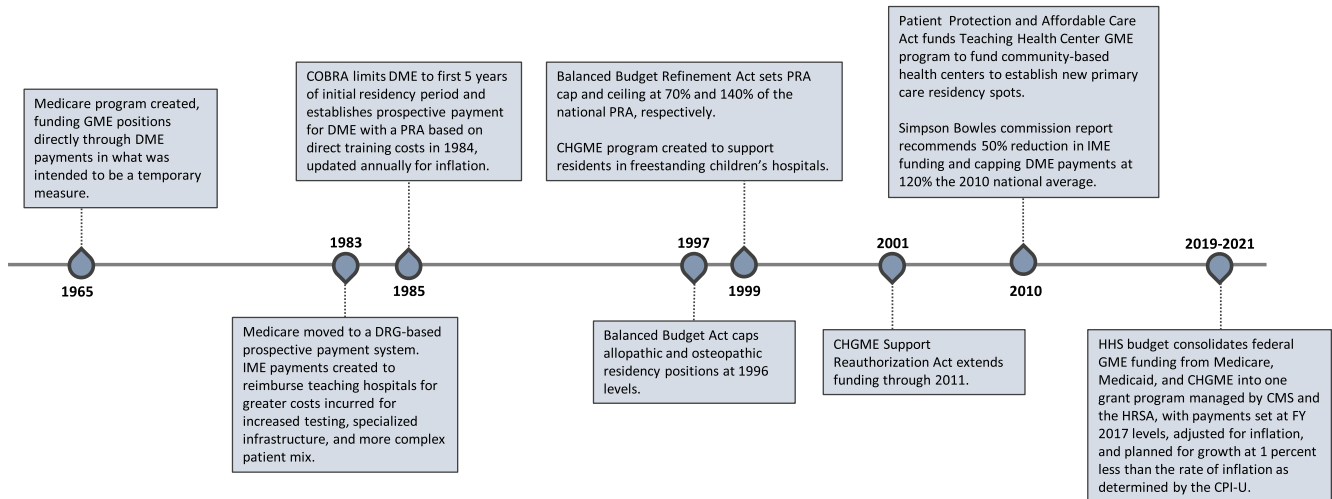 Medicare program created,
funding GME positions
directly through DME
payments in what was
intended to be a temporary
measure.
1965
1983
Medicare moved to a DRG-based
prospective payment system.
IME payments created to
reimburse teaching hospitals for
greater costs incurred for
increased testing, specialized
infrastructure, and more complex
patient mix.
COBRA limits DME to first 5 years
of initial residency period and
establishes prospective payment
for DME with a PRA based on
direct training costs in 1984,
updated annually for inflation.
1985
1997
Balanced Budget Act caps
allopathic and osteopathic
residency positions at 1996
levels.
Balanced Budget Refinement Act sets PRA
cap and ceiling at 70% and 140% of the
national PRA, respectively.
CHGME program created to support
residents in freestanding children's hospitals.
1999
2001
CHGME Support
Reauthorization Act extends
funding through 2011.
Patient Protection and Affordable Care
Act funds Teaching Health Center GME
program to fund community-based
health centers to establish new primary
care residency spots.
Simpson Bowles commission report
recommends 50% reduction in IME
funding and capping DME payments at
120% the 2010 national average.
2010
2019-2021
HHS budget consolidates federal
GME funding from Medicare,
Medicaid, and CHGME into one
grant program managed by CMS and
the HRSA, with payments set at FY
2017 levels, adjusted for inflation,
and planned for growth at 1 percent
less than the rate of inflation as
determined by the CPI-U.